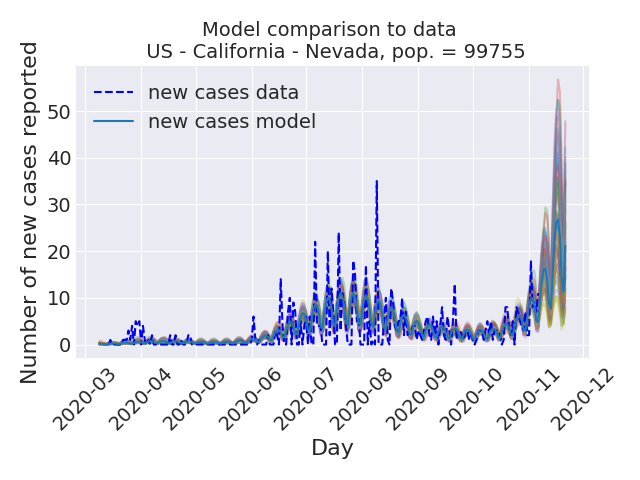 Model comparison to data
US - California - Nevada, pop. = 99755
Number of new cases reported
new cases data
new cases model
50
40
30
20
10
0
2020-03
2020-04
2020-05
2020-06
2020-07
2020-08
2020-09
2020-10
2020-11
2020-12
Day